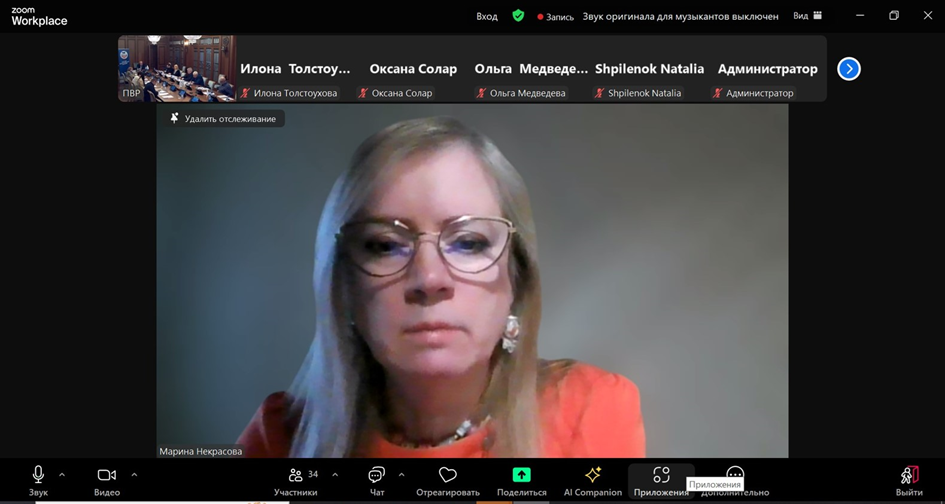 zoom
Workplace
Вход
Запись
Звук оригинала для музыкантов выключен
Вид
ПВР
Илона Толстоу...
Илона Толстоухова
Оксана Солар
Оксана Солар
Ольга Медведе...
Ольга Медведева
Shpilenok Natalia
Shpilenok Natalia
Администратор
Администратор
Удалить отслеживание
Марина Некрасова
Звук
Видео
34
Участники
Чат
Отреагировать
Поделиться
AI Companion
Приложения
Приложения
Дополнительно
Выйти